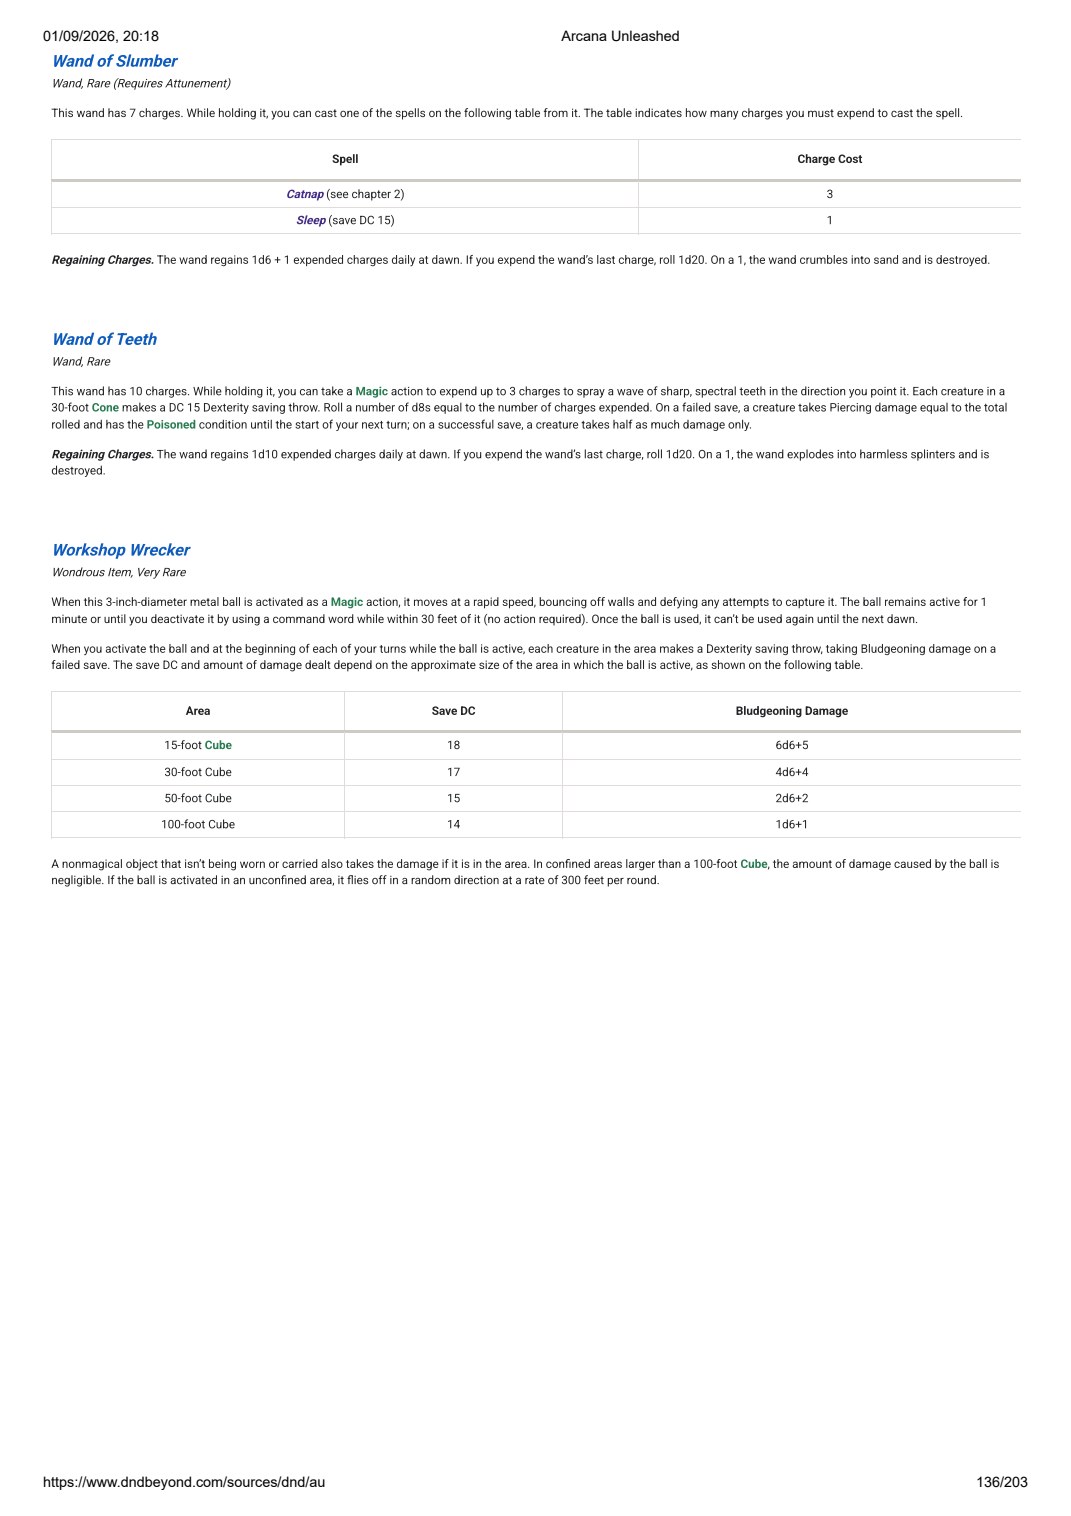 01/09/2026, 20:18 Arcana Unleashed
Wand of Slumber
Wand, Rare (Requires Attunement)
This wand has 7 charges. While holding it, you can cast one of the spells on the following table from it. The table indicates how many charges you must expend to cast the spell.
Spell Charge Cost
Catnap (see chapter 2) 3
Sleep (save DC 15) 1
Regaining Charges. The wand regains 1d6 + 1 expended charges daily at dawn. If you expend the wand’s last charge, roll 1d20. On a 1, the wand crumbles into sand and is destroyed.
Wand of Teeth
Wand, Rare
This wand has 10 charges. While holding it, you can take a Magic action to expend up to 3 charges to spray a wave of sharp, spectral teeth in the direction you point it. Each creature in a
30-foot Cone makes a DC 15 Dexterity saving throw. Roll a number of d8s equal to the number of charges expended. On a failed save, a creature takes Piercing damage equal to the total
rolled and has the Poisoned condition until the start of your next turn; on a successful save, a creature takes half as much damage only.
Regaining Charges. The wand regains 1d10 expended charges daily at dawn. If you expend the wand’s last charge, roll 1d20. On a 1, the wand explodes into harmless splinters and is
destroyed.
Workshop Wrecker
Wondrous Item, Very Rare
When this 3-inch-diameter metal ball is activated as a Magic action, it moves at a rapid speed, bouncing off walls and defying any attempts to capture it. The ball remains active for 1
minute or until you deactivate it by using a command word while within 30 feet of it (no action required). Once the ball is used, it can’t be used again until the next dawn.
When you activate the ball and at the beginning of each of your turns while the ball is active, each creature in the area makes a Dexterity saving throw, taking Bludgeoning damage on a
failed save. The save DC and amount of damage dealt depend on the approximate size of the area in which the ball is active, as shown on the following table.
Area Save DC Bludgeoning Damage
15-foot Cube 18 6d6+5
30-foot Cube 17 4d6+4
50-foot Cube 15 2d6+2
100-foot Cube 14 1d6+1
A nonmagical object that isn’t being worn or carried also takes the damage if it is in the area. In confined areas larger than a 100-foot Cube, the amount of damage caused by the ball is
negligible. If the ball is activated in an unconfined area, it flies off in a random direction at a rate of 300 feet per round.
https://www.dndbeyond.com/sources/dnd/au 136/203